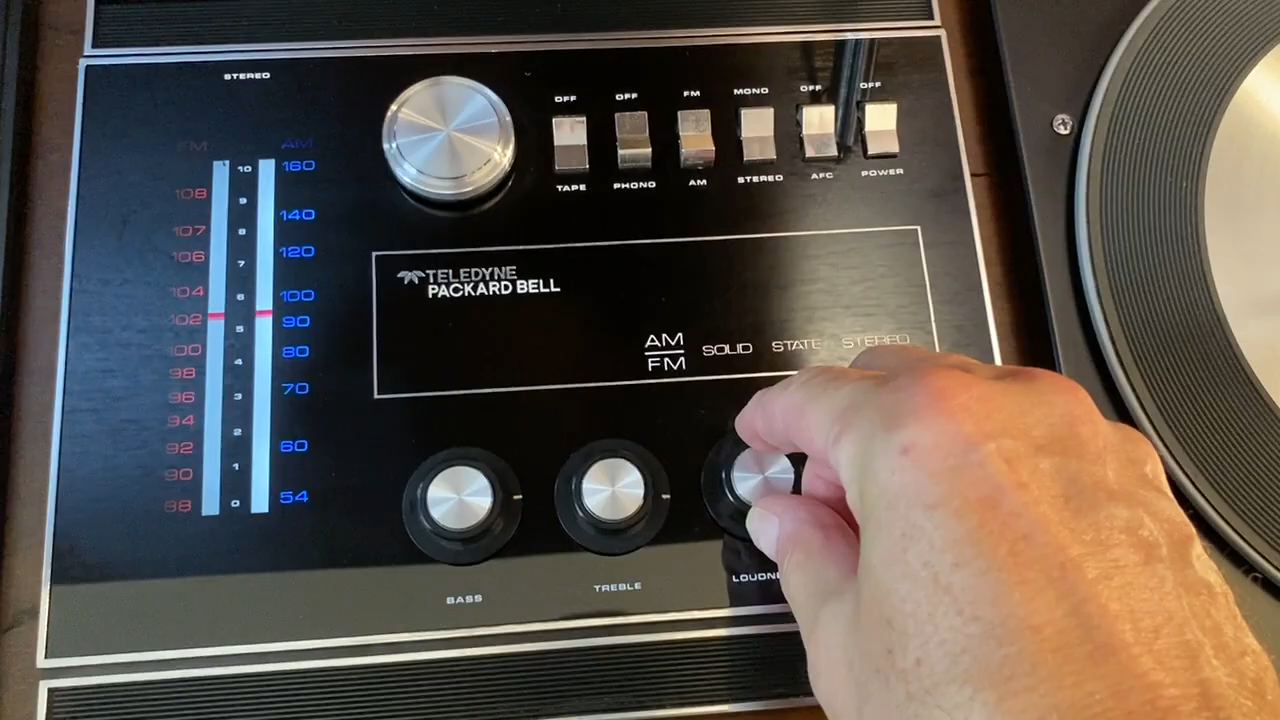 STEREO
OFF OFF FM MONO OFF OFF
TAPE PHONO AM STEREO AFC POWER
FM AM
10 160
108 9 140
107 8 120
106 7
104 6 100
102 5 90
100 4 80
98
96 3 70
94 2
92 1 60
90
88 0 54
TELEDYNE
PACKARD BELL
AM
FM SOLID STATE STEREO
BASS TREBLE